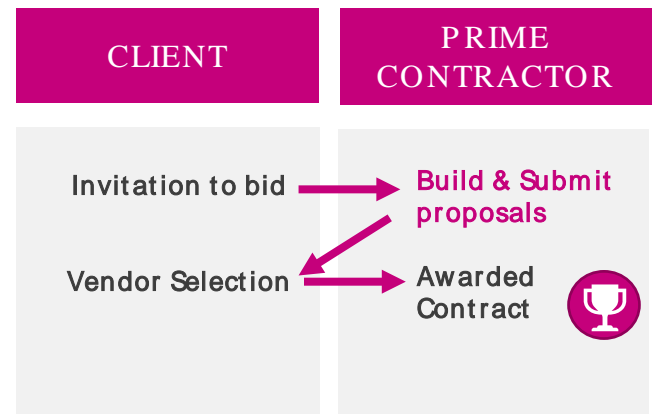 CLIENT
PRIME
CONTRACTOR
Invitation to bid
Build & Submit
proposals
Vendor Selection
Awarded
Contract